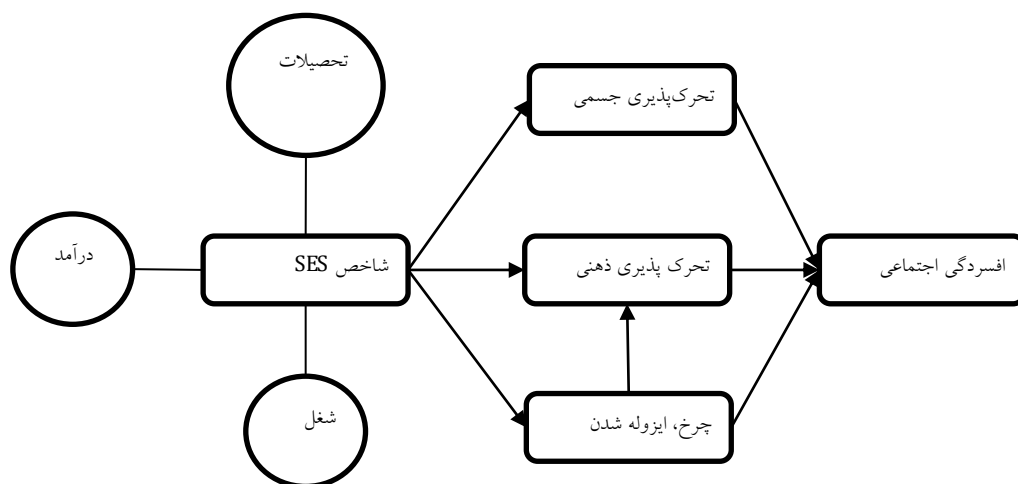 تحصیلات
تحرک‌پذیری جسمی
درآمد
شاخص SES
تحرک پذیری ذهنی
افسردگی اجتماعی
شغل
چرخ، ایزوله شدن